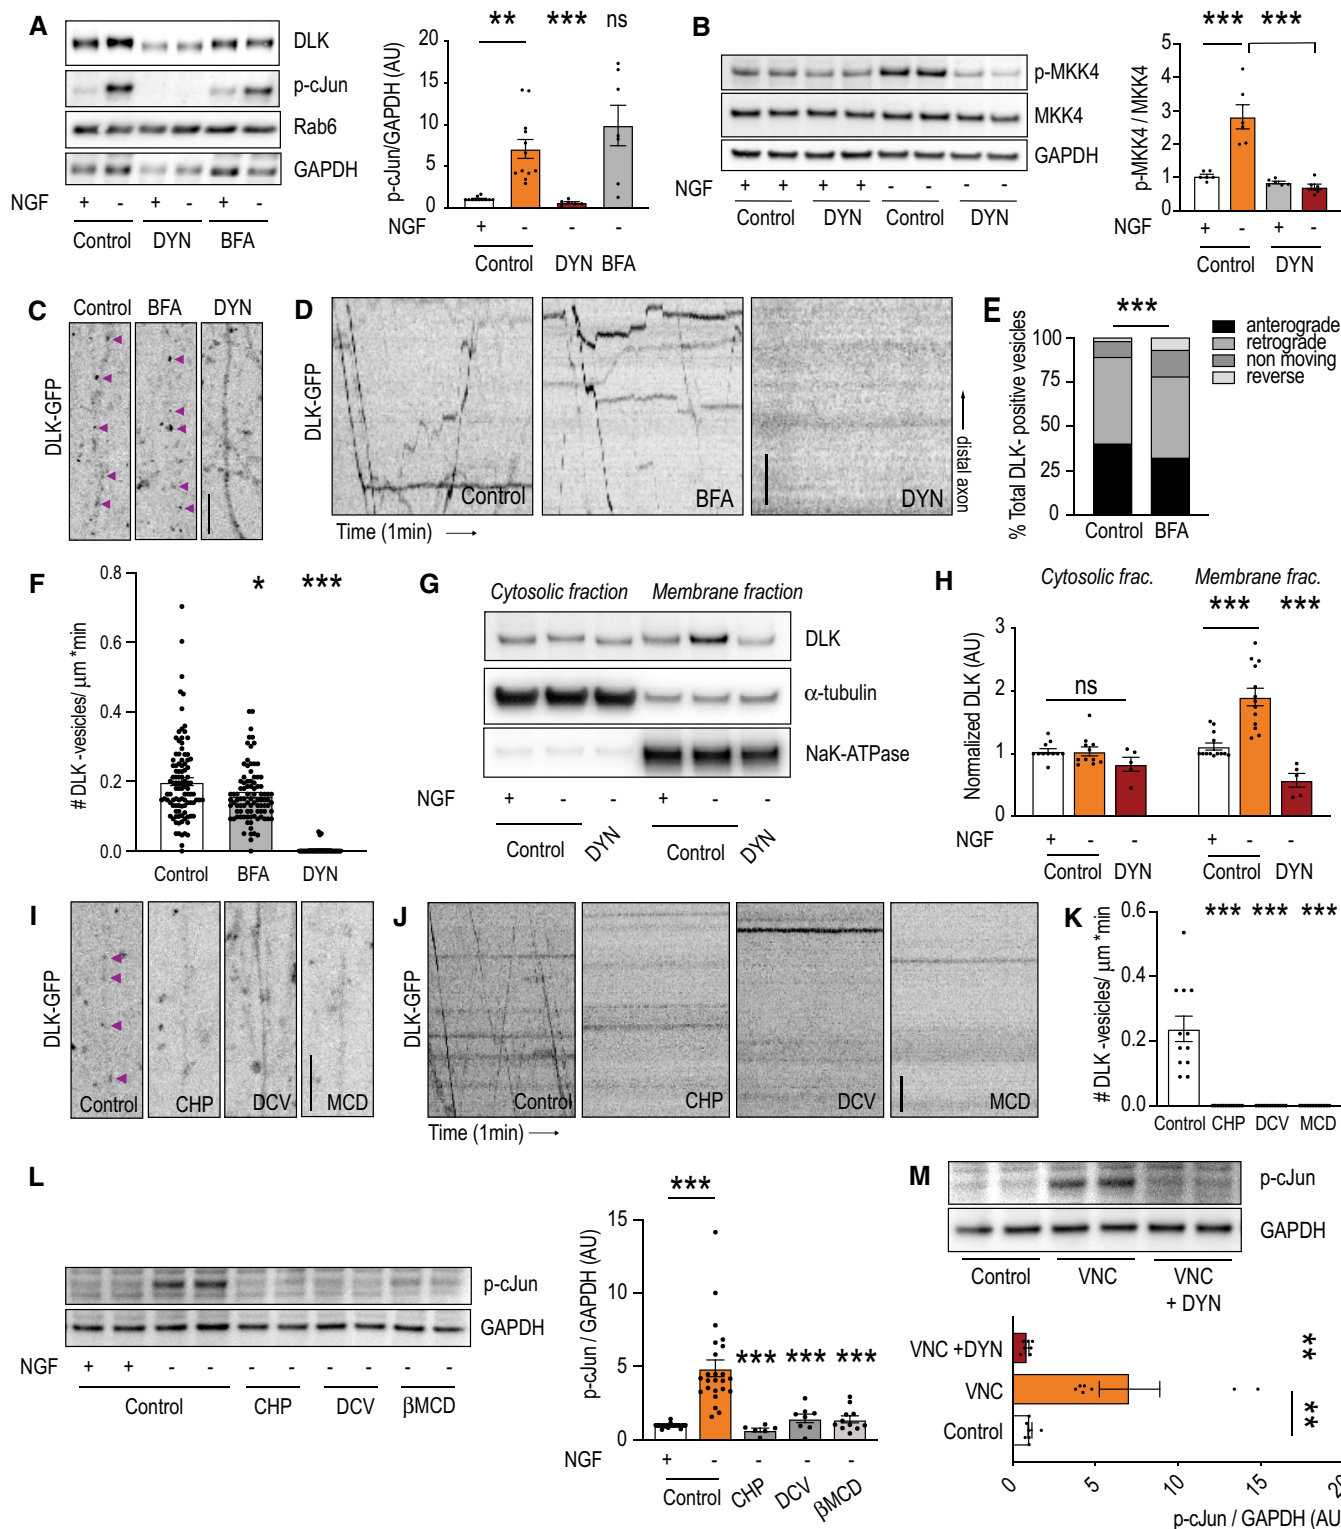 A
DLK
p-cJun
Rab6
GAPDH
NGF + - + - + -
Control DYN BFA
** *** ns
p-cJun/GAPDH (AU)
20
15
10
5
0
NGF + - - -
Control DYN BFA
B
p-MKK4
MKK4
GAPDH
NGF + + + + - - - -
Control DYN Control DYN
*** ***
p-MKK4 / MKK4
5
4
3
2
1
0
NGF + - + -
Control DYN
C
Control BFA DYN
DLK-GFP
D
DLK-GFP
Control
BFA
DYN
distal axon
Time (1min)
E
***
% Total DLK- positive vesicles
100
75
50
25
0
Control BFA
anterograde
retrograde
non moving
reverse
F
* ***
# DLK -vesicles/ μm *min
0.8
0.6
0.4
0.2
0.0
Control BFA DYN
G
Cytosolic fraction Membrane fraction
DLK
α-tubulin
NaK-ATPase
NGF + - - + - -
Control DYN Control DYN
H
Cytosolic frac. Membrane frac.
*** ***
ns
Normalized DLK (AU)
3
2
1
0
NGF + - - + - -
Control DYN Control DYN
I
DLK-GFP
Control CHP DCV MCD
J
DLK-GFP
Control CHP DCV MCD
Time (1min)
K
*** *** ***
# DLK -vesicles/ μm *min
0.6
0.4
0.2
0.0
Control CHP DCV MCD
L
p-cJun
GAPDH
NGF + + - - - - - - - -
Control CHP DCV βMCD
***
*** *** ***
p-cJun / GAPDH (AU)
15
10
5
0
NGF + - - - -
Control CHP DCV βMCD
M
p-cJun
GAPDH
Control VNC VNC
+ DYN
VNC +DYN
VNC
Control
**
**
0 5 10 15 20
p-cJun / GAPDH (AU